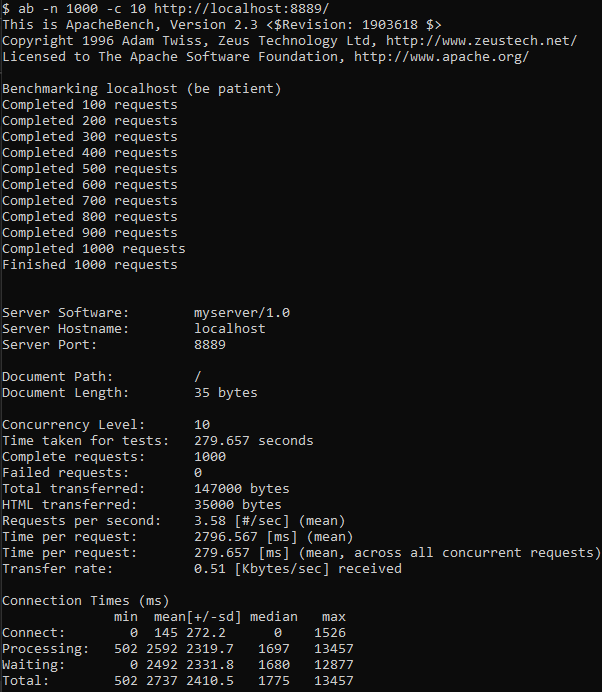 $ ab -n 1000 -c 10 http://localhost:8889/
This is ApacheBench, Version 2.3 <$Revision: 1903618 $>
Copyright 1996 Adam Twiss, Zeus Technology Ltd, http://www.zeustech.net/
Licensed to The Apache Software Foundation, http://www.apache.org/

Benchmarking localhost (be patient)
Completed 100 requests
Completed 200 requests
Completed 300 requests
Completed 400 requests
Completed 500 requests
Completed 600 requests
Completed 700 requests
Completed 800 requests
Completed 900 requests
Completed 1000 requests
Finished 1000 requests


Server Software:        myserver/1.0
Server Hostname:        localhost
Server Port:            8889

Document Path:          /
Document Length:        35 bytes

Concurrency Level:      10
Time taken for tests:   279.657 seconds
Complete requests:      1000
Failed requests:        0
Total transferred:      147000 bytes
HTML transferred:       35000 bytes
Requests per second:    3.58 [#/sec] (mean)
Time per request:       2796.567 [ms] (mean)
Time per request:       279.657 [ms] (mean, across all concurrent requests)
Transfer rate:          0.51 [Kbytes/sec] received

Connection Times (ms)
              min  mean[+/-sd] median   max
Connect:        0  145 272.2      0    1526
Processing:   502 2592 2319.7   1697   13457
Waiting:        0 2492 2331.8   1680   12877
Total:        502 2737 2410.5   1775   13457